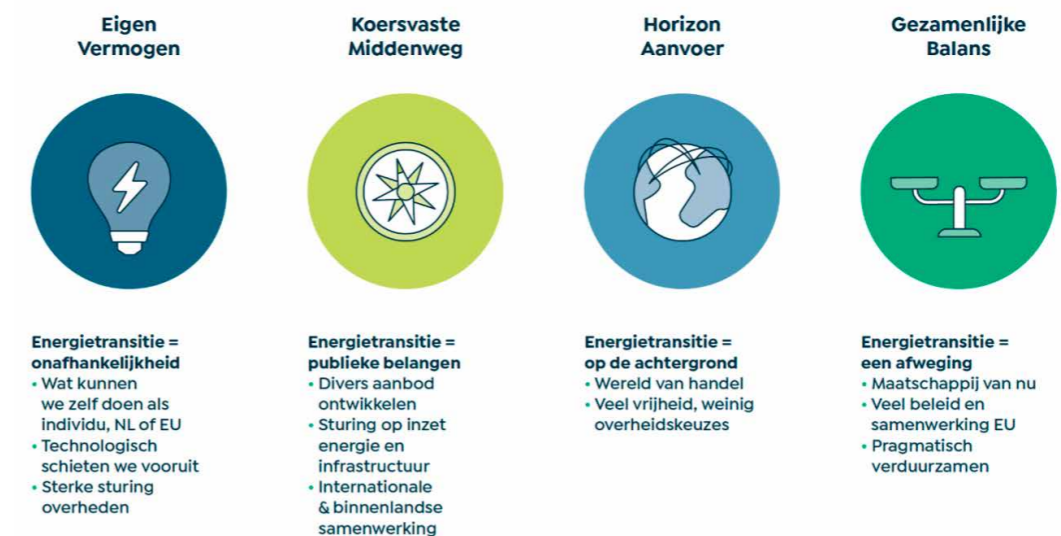 Eigen
Vermogen
Energietransitie =
onafhankelijkheid
• Wat kunnen
we zelf doen als
individu, NL of EU
• Technologisch
schieten we vooruit
• Sterke sturing
overheden
Koersvaste
Middenweg
Energietransitie =
publieke belangen
• Divers aanbod
ontwikkelen
• Sturing op inzet
energie en
infrastructuur
• Internationale
& binnenlandse
samenwerking
Horizon
Aanvoer
Energietransitie =
op de achtergrond
• Wereld van handel
• Veel vrijheid, weinig
overheidskeuzes
Gezamenlijke
Balans
Energietransitie =
een afweging
• Maatschappij van nu
• Veel beleid en
samenwerking EU
• Pragmatisch
verduurzamen